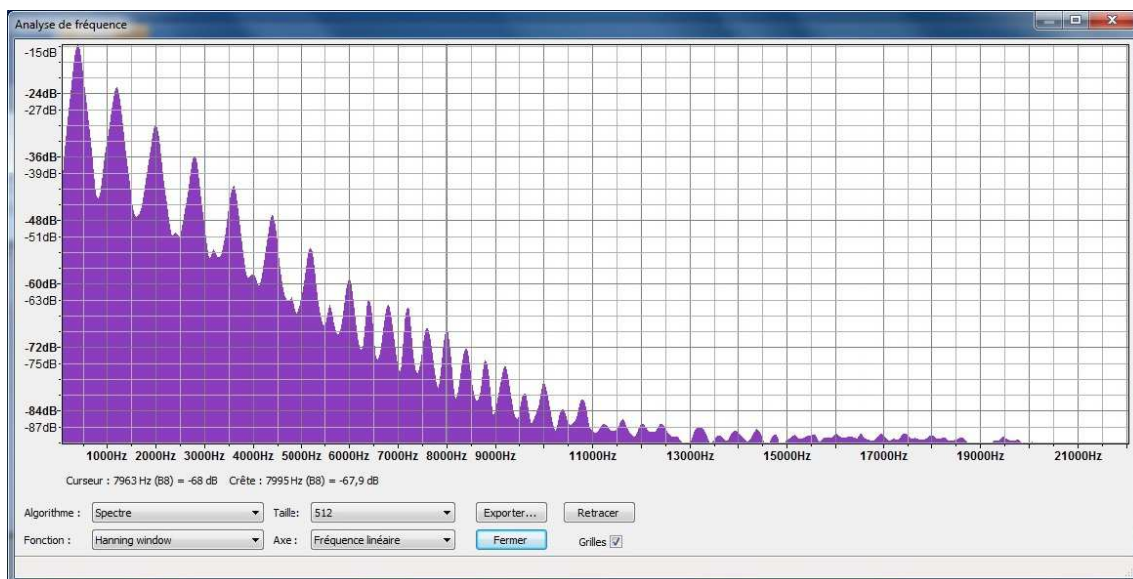 Analyse de fréquence
-15dB
-24dB
-27dB
-36dB
-39dB
-48dB
-51dB
-60dB
-63dB
-72dB
-75dB
-84dB
-87dB
1000Hz 2000Hz 3000Hz 4000Hz 5000Hz 6000Hz 7000Hz 8000Hz 9000Hz 11000Hz 13000Hz 15000Hz 17000Hz 19000Hz 21000Hz
Curseur : 7963 Hz (B8) = -68 dB Crête : 7995 Hz (B8) = -67,9 dB
Algorithme : Spectre Taille: 512 Exporter... Retracer
Fonction : Hanning window Axe : Fréquence linéaire Fermer Grilles